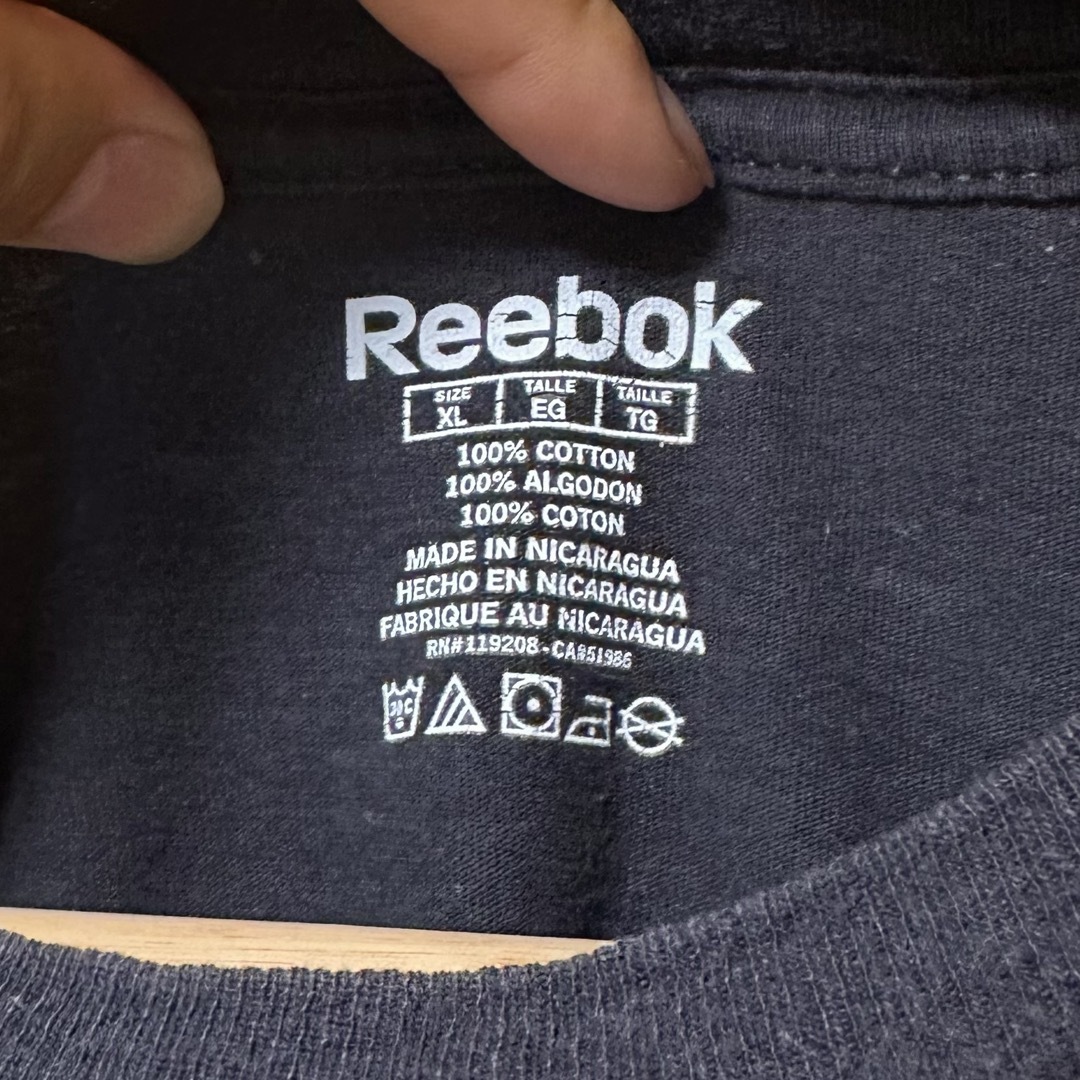 Reebok
SIZE TALLE TAILLE
XL EG TG
100% COTTON
100% ALGODON
100% COTON
MADE IN NICARAGUA
HECHO EN NICARAGUA
FABRIQUE AU NICARAGUA
RN#119208-CA#51986